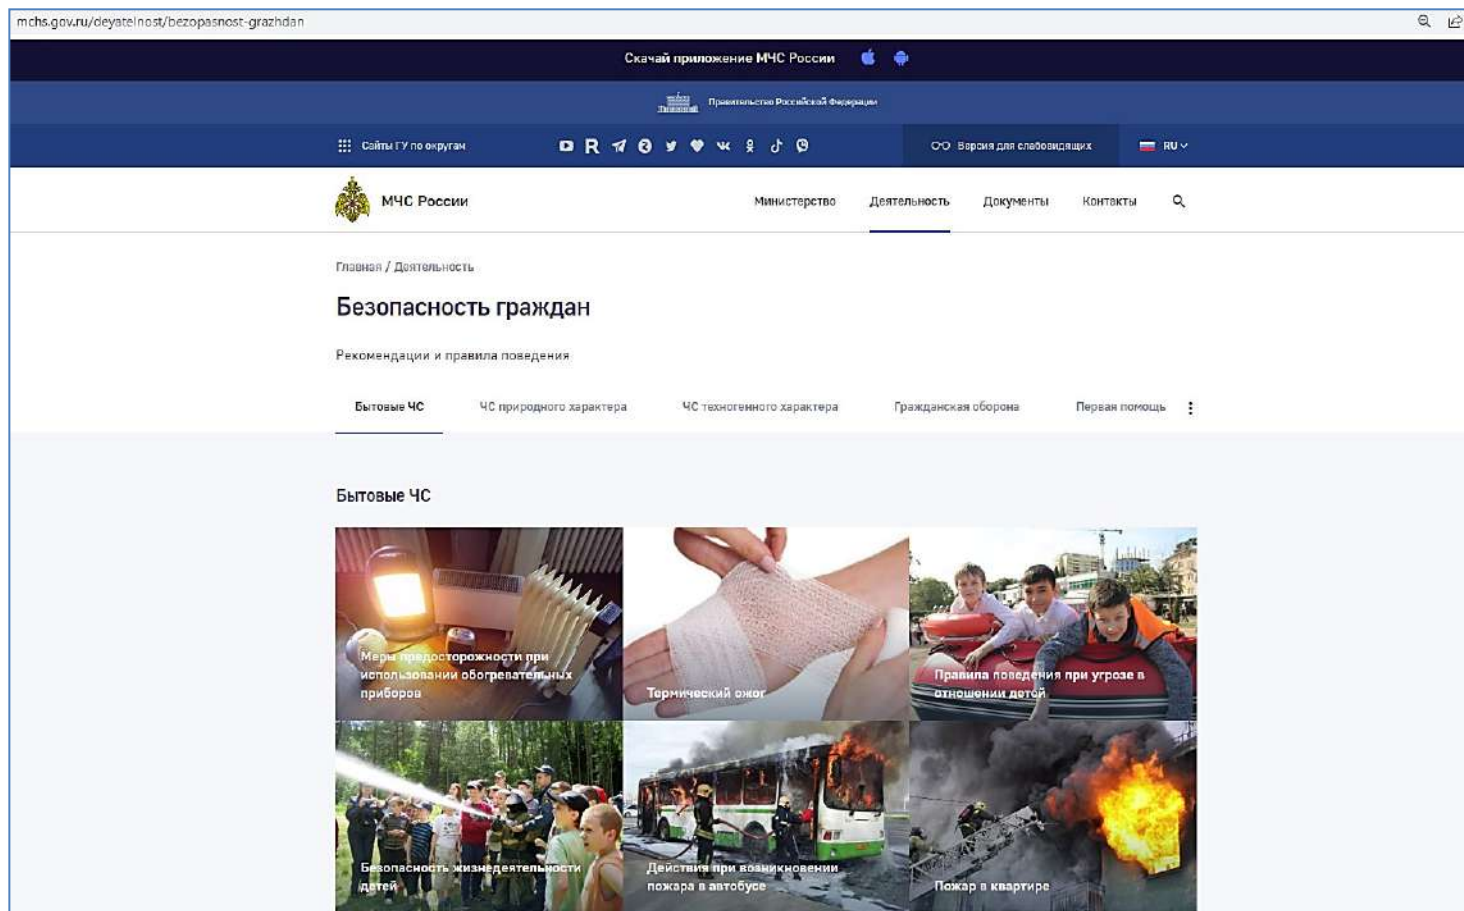 mchs.gov.ru/deyatelnost/bezopasnost-grazhdan
Скачай приложение МЧС России
Правительство Российской Федерации
Сайты ГУ по округам
Версия для слабовидящих
RU
МЧС России
Министерство
Деятельность
Документы
Контакты
Главная / Деятельность
Безопасность граждан
Рекомендации и правила поведения
Бытовые ЧС
ЧС природного характера
ЧС техногенного характера
Гражданская оборона
Первая помощь
Бытовые ЧС
Меры предосторожности при
использовании обогревательных
приборов
Термический ожог
Правила поведения при угрозе в
отношении детей
Безопасность жизнедеятельности
детей
Действия при возникновении
пожара в автобусе
Пожар в квартире